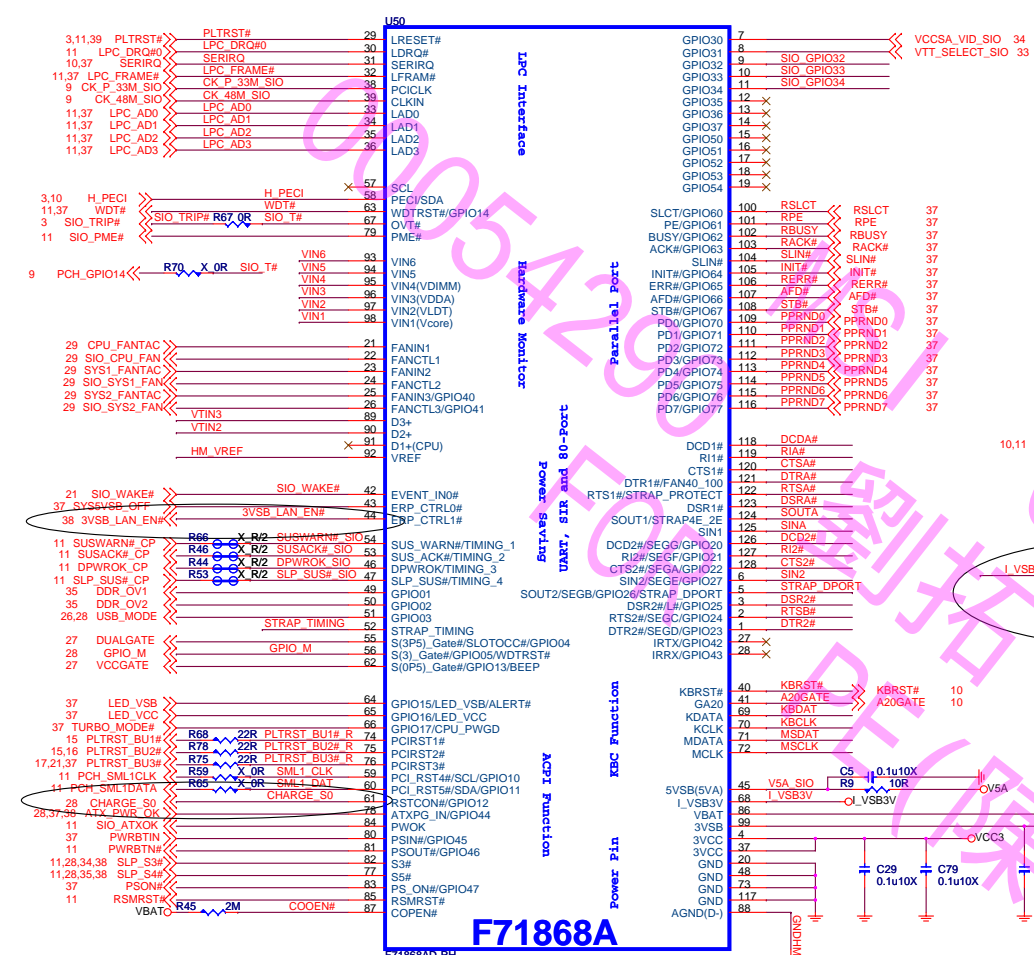 U50
3,11,39 PLTRST# PLTRST# 29 LRESET#
11 LPC_DRQ#0 LPC_DRQ#0 30 LDRQ#
10,37 SERIRQ SERIRQ 31 SERIRQ
11,37 LPC_FRAME# LPC_FRAME# 32 LFRAM#
9 CK_P_33M_SIO CK_P_33M_SIO 38 PCICLK
9 CK_48M_SIO CK_48M_SIO 39 CLKIN
11,37 LPC_AD0 LPC_AD0 33 LAD0
11,37 LPC_AD1 LPC_AD1 34 LAD1
11,37 LPC_AD2 LPC_AD2 35 LAD2
11,37 LPC_AD3 LPC_AD3 36 LAD3
57 SCL
3,10 H_PECI H_PECI 58 PECI/SDA
11,37 WDT# WDT# 63 WDTRST#/GPIO14
3 SIO_TRIP# SIO_TRIP# R67 0R SIO_T# 67 OVT#
11 SIO_PME# 79 PME#
9 PCH_GPIO14 R70 X_0R SIO_T#
VIN6 93 VIN6
VIN5 94 VIN5
VIN4 95 VIN4(VDIMM)
VIN3 96 VIN3(VDDA)
VIN2 97 VIN2(VLDT)
VIN1 98 VIN1(Vcore)
29 CPU_FANTAC 21 FANIN1
29 SIO_CPU_FAN 22 FANCTL1
29 SYS1_FANTAC 23 FANIN2
29 SIO_SYS1_FAN 24 FANCTL2
29 SYS2_FANTAC 25 FANIN3/GPIO40
29 SIO_SYS2_FAN 26 FANCTL3/GPIO41
VTIN3 89 D3+
VTIN2 90 D2+
91 D1+(CPU)
HM_VREF 92 VREF
21 SIO_WAKE# SIO_WAKE# 42 EVENT_IN0#
37 SYS5VSB_OFF 43 ERP_CTRL0#
38 3VSB_LAN_EN# 3VSB_LAN_EN# 44 ERP_CTRL1#
11 SUSWARN#_CP R66 X_R/2 SUSWARN#_SIO 54 SUS_WARN#/TIMING_1
11 SUSACK#_CP R46 X_R/2 SUSACK#_SIO 53 SUS_ACK#/TIMING_2
11 DPWROK_CP R44 X_R/2 DPWROK_SIO 46 DPWROK/TIMING_3
11 SLP_SUS#_CP R53 X_R/2 SLP_SUS#_SIO 47 SLP_SUS#/TIMING_4
35 DDR_OV1 49 GPIO01
35 DDR_OV2 50 GPIO02
26,28 USB_MODE 51 GPIO03
STRAP_TIMING 52 STRAP_TIMING
27 DUALGATE 55 S(3P5)_Gate#/SLOTOCC#/GPIO04
28 GPIO_M GPIO_M 56 S(3)_Gate#/GPIO05/WDTRST#
27 VCCGATE 62 S(0P5)_Gate#/GPIO13/BEEP
37 LED_VSB 64 GPIO15/LED_VSB/ALERT#
37 LED_VCC 65 GPIO16/LED_VCC
37 TURBO_MODE# 66 GPIO17/CPU_PWGD
15 PLTRST_BU1# R68 22R PLTRST_BU1#_R 74 PCIRST1#
15,16 PLTRST_BU2# R78 22R PLTRST_BU2#_R 75 PCIRST2#
17,21,37 PLTRST_BU3# R75 22R PLTRST_BU3#_R 76 PCIRST3#
11 PCH_SML1CLK R59 X_0R SML1_CLK 59 PCI_RST4#/SCL/GPIO10
11 PCH_SML1DATA R65 X_0R SML1_DAT 60 PCI_RST5#/SDA/GPIO11
28 CHARGE_S0 CHARGE_S0 61 RSTCON#/GPIO12
28,37,38 ATX_PWR_OK 78 ATXPG_IN/GPIO44
11 SIO_ATXOK 84 PWOK
37 PWRBTIN 80 PSIN#/GPIO45
11 PWRBTN# 81 PSOUT#/GPIO46
11,28,34,38 SLP_S3# 82 S3#
11,28,35,38 SLP_S4# 77 S5#
37 PSON# 83 PS_ON#/GPIO47
11 RSMRST# 85 RSMRST#
VBAT R45 2M COOEN# 87 COPEN#
LPC Interface
Hardware Monitor
Parallel Port
UART, SIR and 80-Port
Power Saving
KBC Function
ACPI Function
Power Pin
GPIO30 7 VCCSA_VID_SIO 34
GPIO31 8 VTT_SELECT_SIO 33
GPIO32 9 SIO_GPIO32
GPIO33 10 SIO_GPIO33
GPIO34 11 SIO_GPIO34
GPIO35 12
GPIO36 13
GPIO37 14
GPIO50 15
GPIO51 16
GPIO52 17
GPIO53 18
GPIO54 19
SLCT/GPIO60 100 RSLCT RSLCT 37
PE/GPIO61 101 RPE RPE 37
BUSY/GPIO62 102 RBUSY RBUSY 37
ACK#/GPIO63 103 RACK# RACK# 37
SLIN# 104 SLIN# SLIN# 37
INIT#/GPIO64 105 INIT# INIT# 37
ERR#/GPIO65 106 RERR# RERR# 37
AFD#/GPIO66 107 AFD# AFD# 37
STB#/GPIO67 108 STB# STB# 37
PD0/GPIO70 109 PPRND0 PPRND0 37
PD1/GPIO71 110 PPRND1 PPRND1 37
PD2/GPIO72 111 PPRND2 PPRND2 37
PD3/GPIO73 112 PPRND3 PPRND3 37
PD4/GPIO74 113 PPRND4 PPRND4 37
PD5/GPIO75 114 PPRND5 PPRND5 37
PD6/GPIO76 115 PPRND6 PPRND6 37
PD7/GPIO77 116 PPRND7 PPRND7 37
DCD1# 118 DCDA#
RI1# 119 RIA#
CTS1# 120 CTSA#
DTR1#/FAN40_100 121 DTRA#
RTS1#/STRAP_PROTECT 122 RTSA#
DSR1# 123 DSRA#
SOUT1/STRAP4E_2E 124 SOUTA
SIN1 125 SINA
DCD2#/SEGG/GPIO20 126 DCD2#
RI2#/SEGF/GPIO21 127 RI2#
CTS2#/SEGA/GPIO22 128 CTS2#
SIN2/SEGE/GPIO27 6 SIN2
SOUT2/SEGB/GPIO26/STRAP_DPORT 5 STRAP_DPORT
DSR2#/L#/GPIO25 3 DSR2#
RTS2#/SEGC/GPIO24 2 RTSB#
DTR2#/SEGD/GPIO23 1 DTR2#
IRTX/GPIO42 27
IRRX/GPIO43 28
KBRST# 40 KBRST# KBRST# 10
GA20 41 A20GATE A20GATE 10
KDATA 69 KBDAT
KCLK 70 KBCLK
MDATA 71 MSDAT
MCLK 72 MSCLK
5VSB(5VA) 45 V5A_SIO C5 0.1u10X R9 10R V5A
I_VSB3V 68 I_VSB3V I_VSB3V
VBAT 86
3VSB 99
3VCC 4 VCC3
3VCC 37
GND 20
GND 48
GND 73
GND 117
AGND(D-) 88
C29 0.1u10X
C79 0.1u10X
GNDHM
10,11
I_VSB
F71868A
F71868AD-RH
0005429
MCI
FOR
劉拓
PE(陳